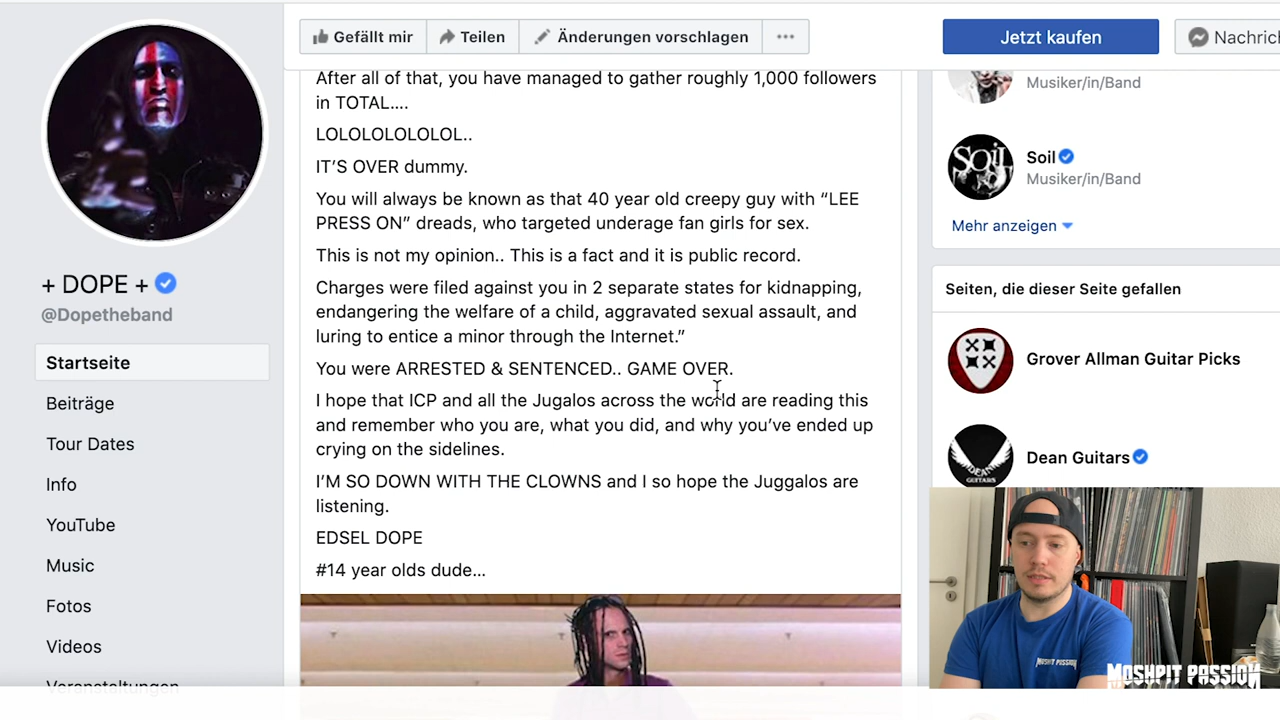 Gefällt mir
Teilen
Änderungen vorschlagen
Jetzt kaufen
After all of that, you have managed to gather roughly 1,000 followers
in TOTAL....
LOLOLOLOLOLOL..
IT'S OVER dummy.
You will always be known as that 40 year old creepy guy with “LEE
PRESS ON” dreads, who targeted underage fan girls for sex.
This is not my opinion.. This is a fact and it is public record.
Charges were filed against you in 2 separate states for kidnapping,
endangering the welfare of a child, aggravated sexual assault, and
luring to entice a minor through the Internet.”
You were ARRESTED & SENTENCED.. GAME OVER.
I hope that ICP and all the Jugalos across the world are reading this
and remember who you are, what you did, and why you've ended up
crying on the sidelines.
I'M SO DOWN WITH THE CLOWNS and I so hope the Juggalos are
listening.
EDSEL DOPE
#14 year olds dude...
+ DOPE +
@Dopetheband
Startseite
Beiträge
Tour Dates
Info
YouTube
Music
Fotos
Videos
Veranstaltungen
Musiker/in/Band
SOiL
Soil
Musiker/in/Band
Mehr anzeigen
Seiten, die dieser Seite gefallen
Grover Allman Guitar Picks
DEAN
GUITARS
Dean Guitars
MOSHPIT PASSION
MOSHPIT PASSION